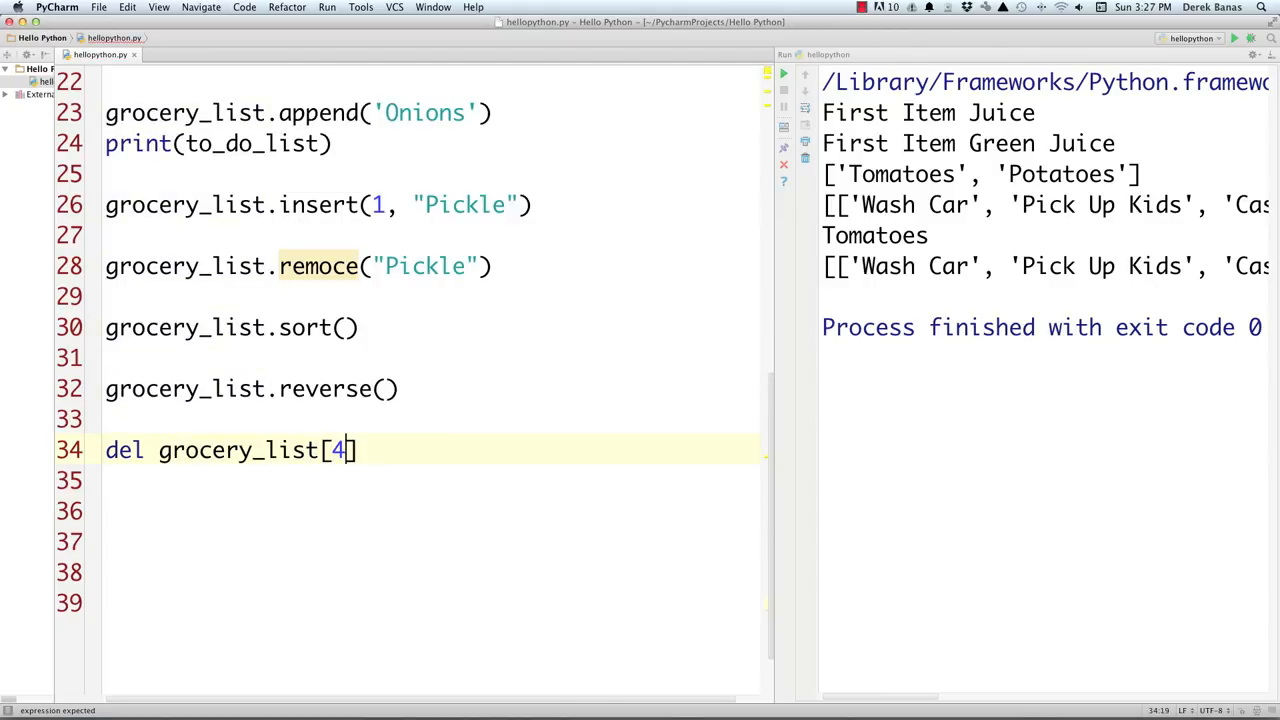 PyCharm File Edit View Navigate Code Refactor Run Tools VCS Window Help 10 Sun 3:27 PM Derek Banas
hellopython.py – Hello Python – [~/PycharmProjects/Hello Python]
Hello Python hellopython.py hellopython
hellopython.py Run hellopython
Hello P
hell
Extern
22
23 grocery_list.append('Onions')
24 print(to_do_list)
25
26 grocery_list.insert(1, "Pickle")
27
28 grocery_list.remoce("Pickle")
29
30 grocery_list.sort()
31
32 grocery_list.reverse()
33
34 del grocery_list[4]
35
36
37
38
39
/Library/Frameworks/Python.framewo
First Item Juice
First Item Green Juice
['Tomatoes', 'Potatoes']
[['Wash Car', 'Pick Up Kids', 'Cas
Tomatoes
[['Wash Car', 'Pick Up Kids', 'Cas
Process finished with exit code 0
expression expected 34:19 LF UTF-8